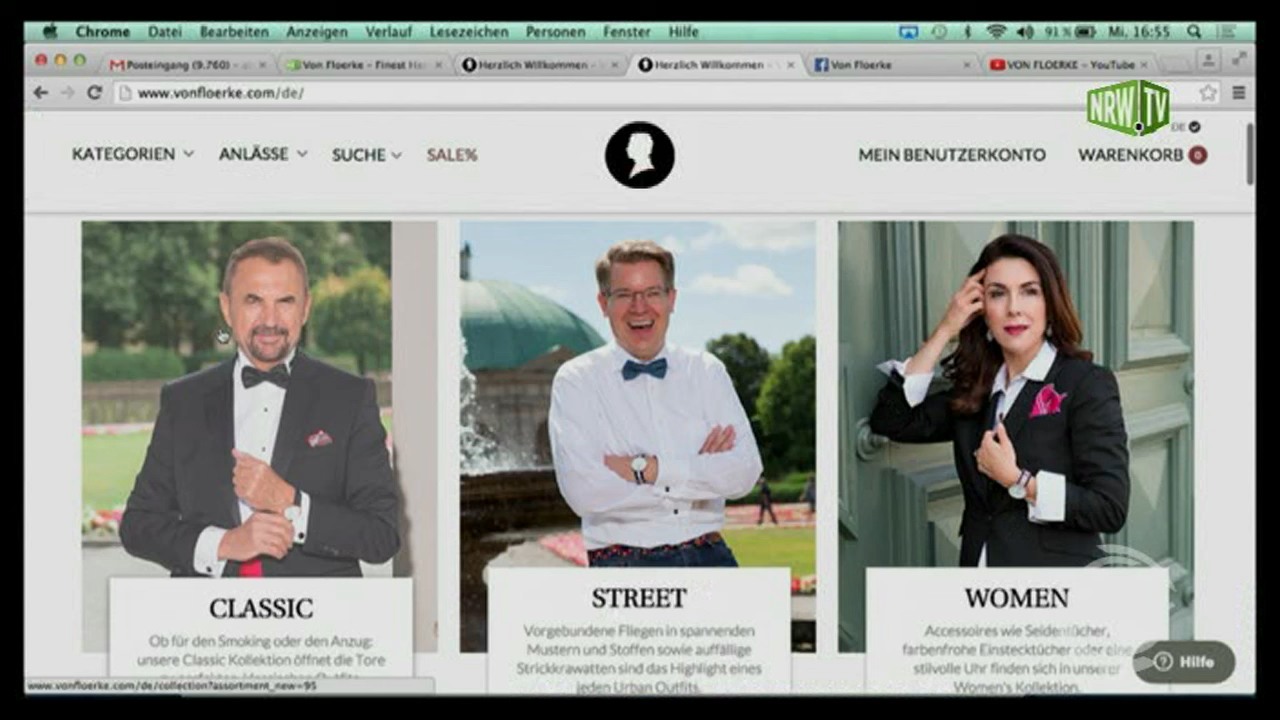 Chrome Datei Bearbeiten Anzeigen Verlauf Lesezeichen Personen Fenster Hilfe 91 % Mi. 16:55
Posteingang (9.760) - Von Floerke - Finest He Herzlich Willkommen - Herzlich Willkommen - Von Floerke VON FLOERKE - YouTube
www.vonfloerke.com/de/
NRW.TV
DE
KATEGORIEN ANLÄSSE SUCHE SALE% MEIN BENUTZERKONTO WARENKORB 0
CLASSIC
Ob für den Smoking oder den Anzug:
unsere Classic Kollektion öffnet die Tore
STREET
Vorgebundene Fliegen in spannenden
Mustern und Stoffen sowie auffällige
Strickkrawatten sind das Highlight eines
jeden Urban Outfits.
WOMEN
Accessoires wie Seidentücher,
farbenfrohe Einstecktücher oder eine
stilvolle Uhr finden sich in unserer
Women's Kollektion.
Hilfe
www.vonfloerke.com/de/collection?assortment_new=95